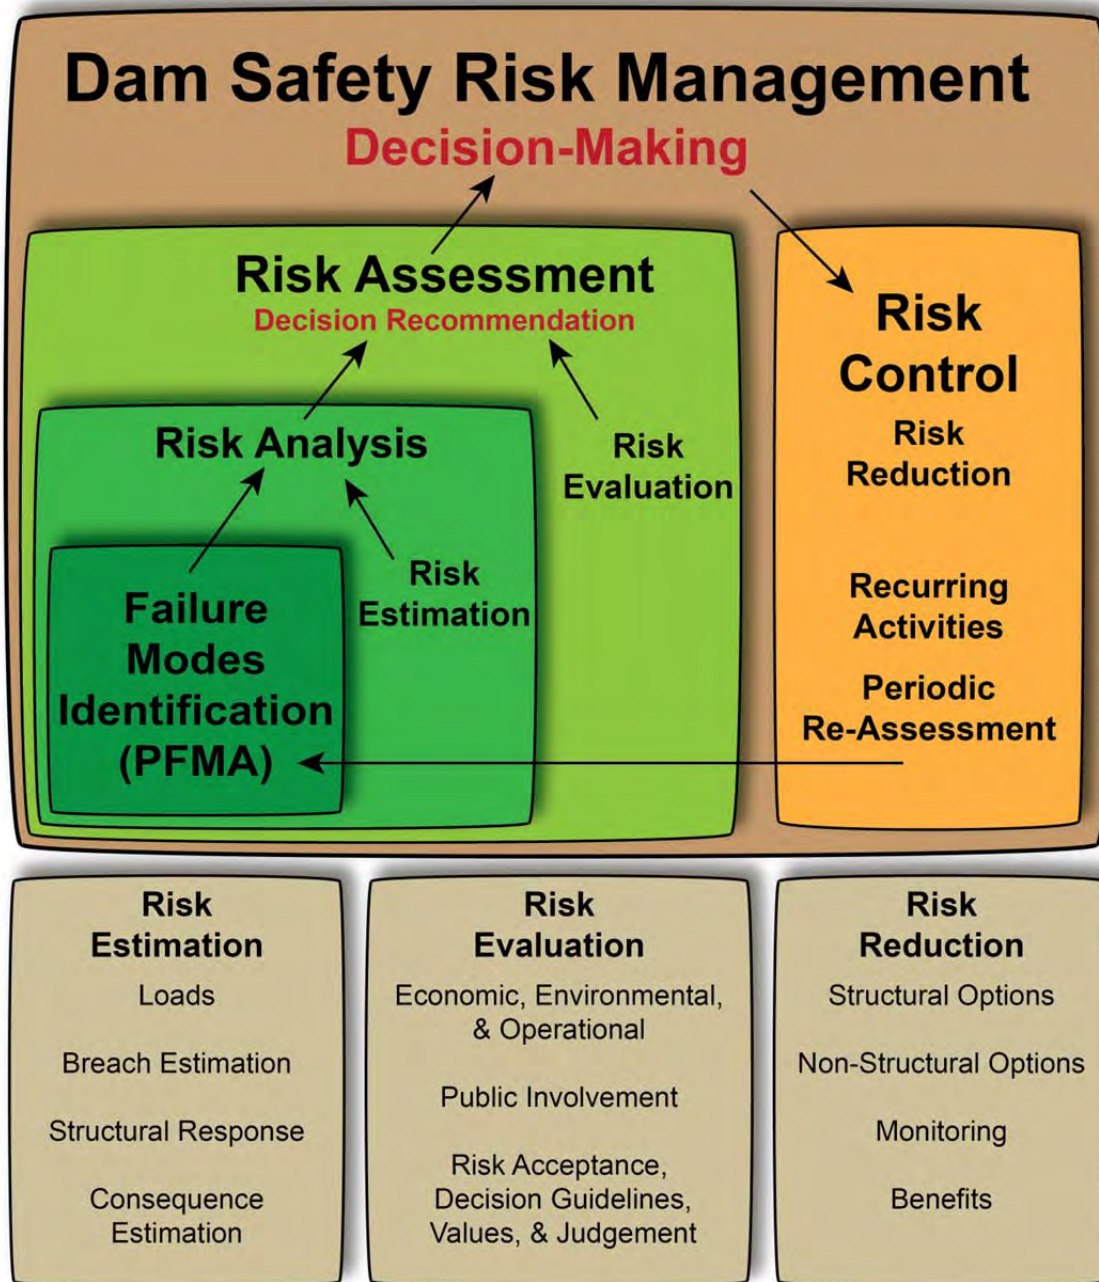 Dam Safety Risk Management
Decision-Making
Risk Assessment
Decision Recommendation
Risk Analysis
Risk
Evaluation
Risk
Estimation
Failure
Modes
Identification
(PFMA)
Risk
Control
Risk
Reduction
Recurring
Activities
Periodic
Re-Assessment
Risk
Estimation
Loads
Breach Estimation
Structural Response
Consequence
Estimation
Risk
Evaluation
Economic, Environmental,
& Operational
Public Involvement
Risk Acceptance,
Decision Guidelines,
Values, & Judgement
Risk
Reduction
Structural Options
Non-Structural Options
Monitoring
Benefits